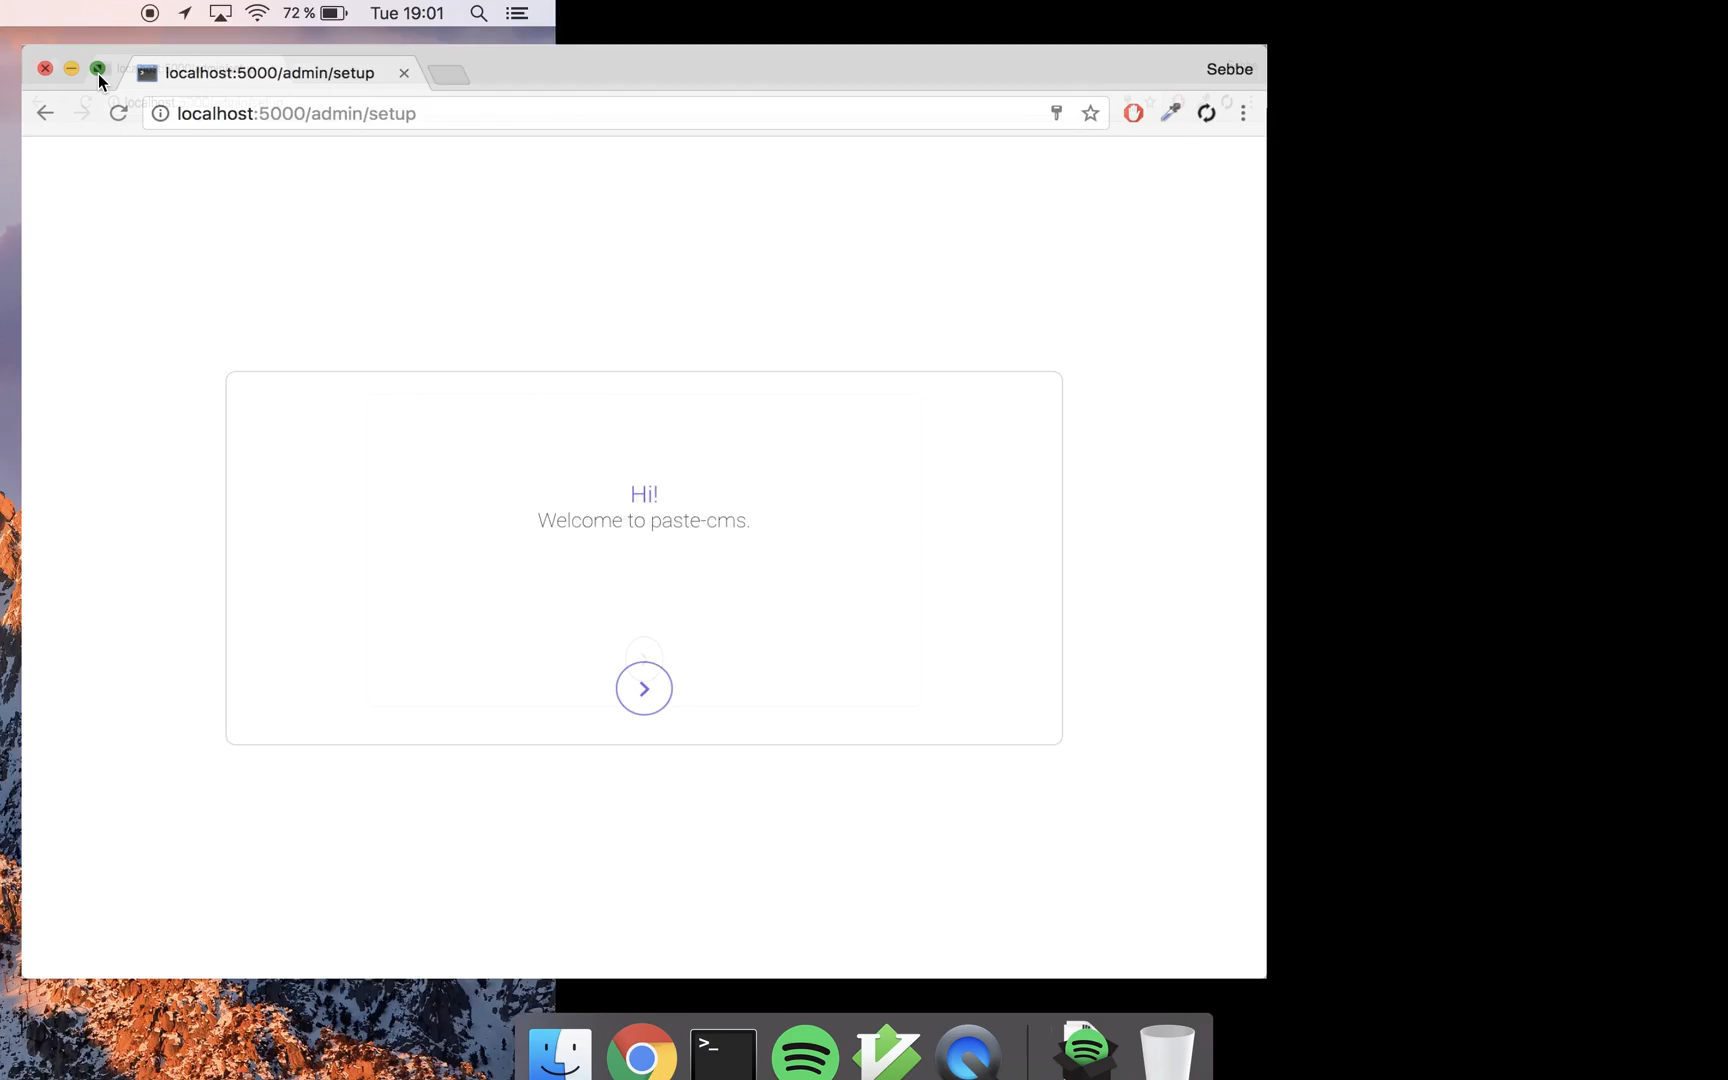 72 %
Tue 19:01
localhost:5000/admin/setup
Sebbe
localhost:5000/admin/setup
Hi!
Welcome to paste-cms.
>_